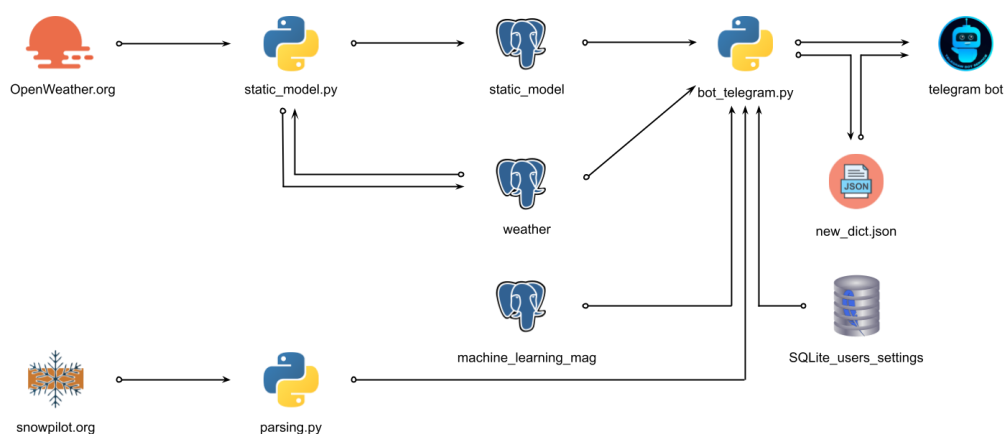 OpenWeather.org
static_model.py
static_model
bot_telegram.py
telegram bot
JSON
weather
new_dict.json
machine_learning_mag
SQLite_users_settings
snowpilot.org
parsing.py